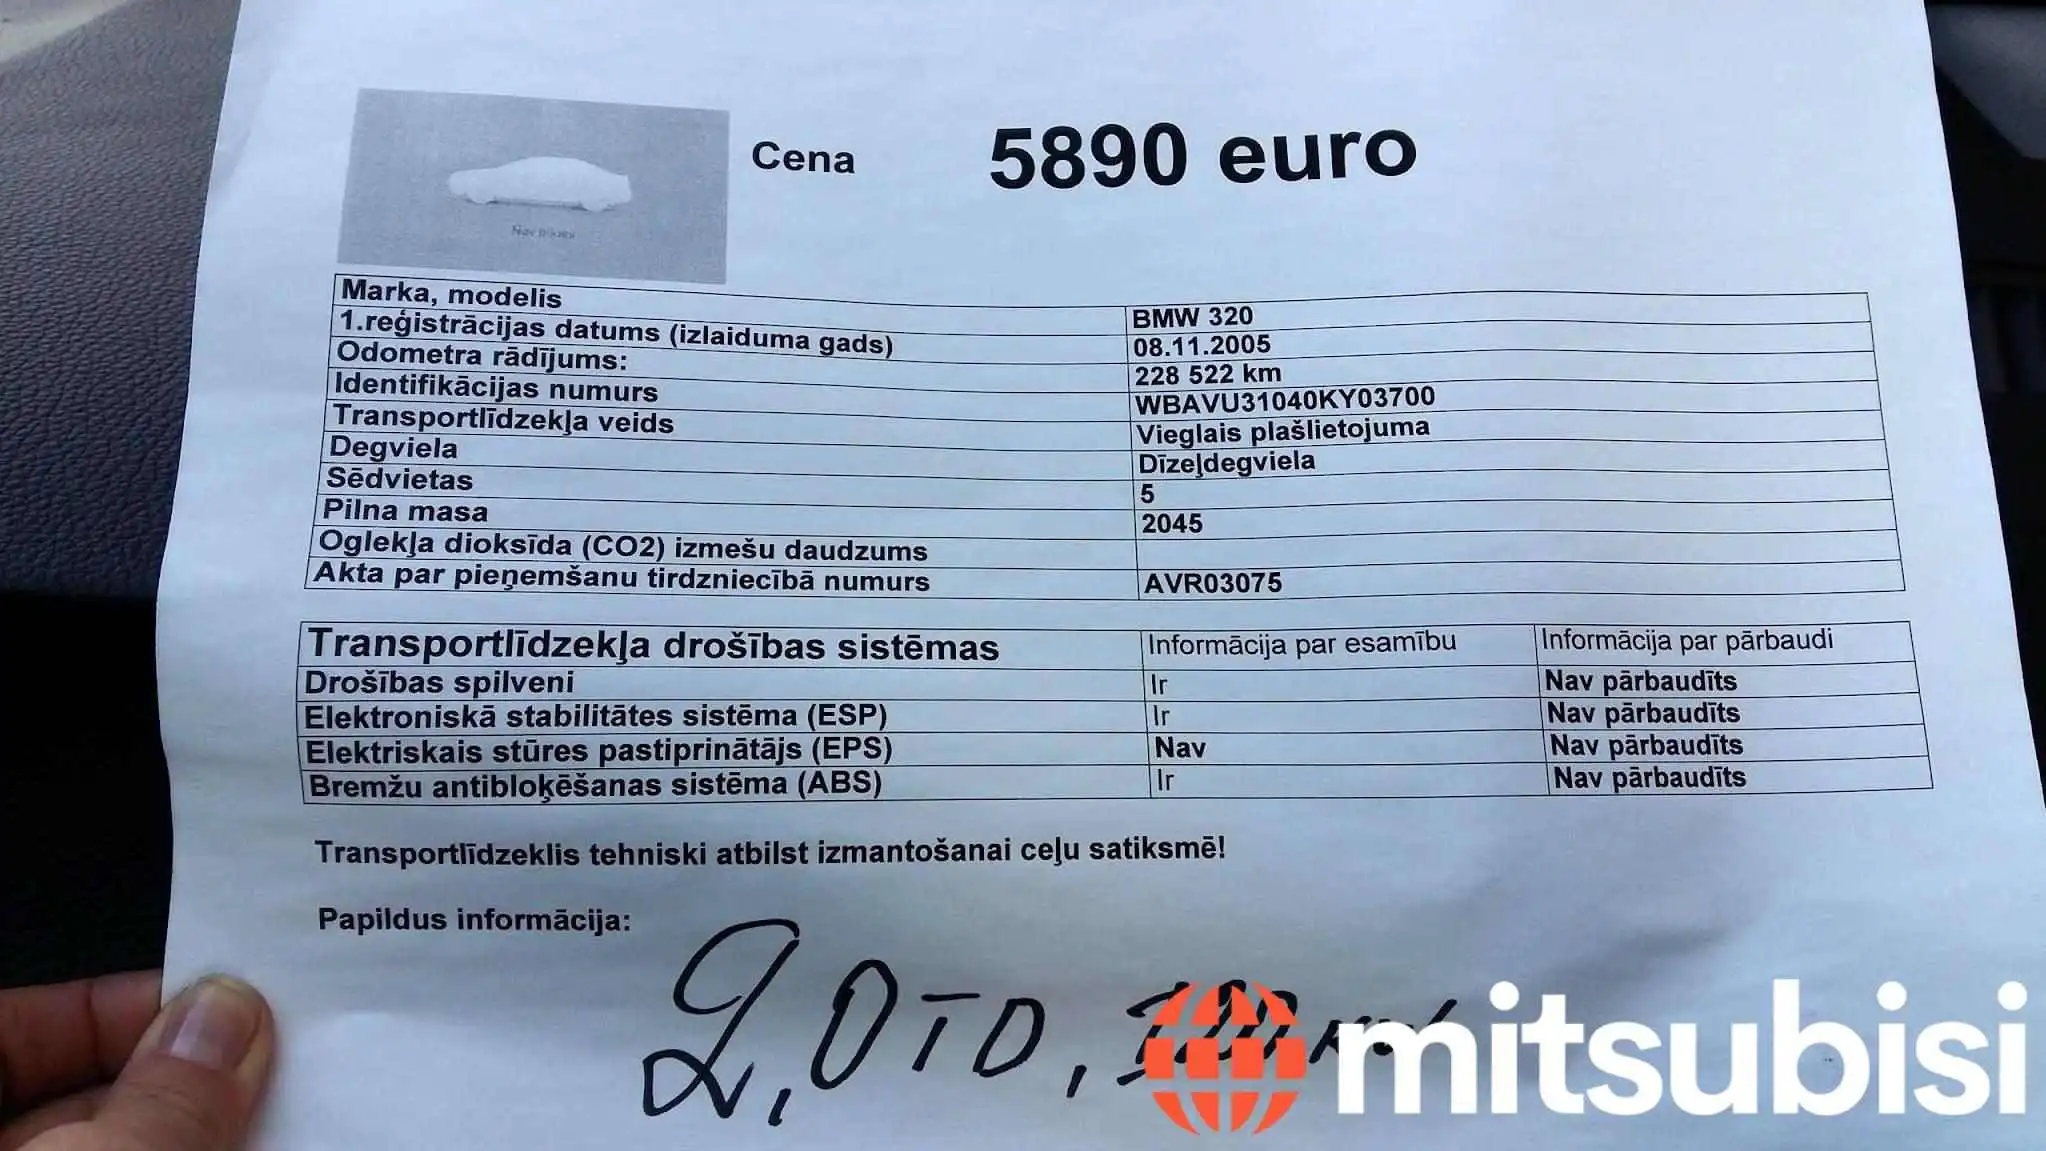 Cena 5890 euro
Marka, modelis BMW 320
1.reģistrācijas datums (izlaiduma gads) 08.11.2005
Odometra rādījums: 228 522 km
Identifikācijas numurs WBAVU31040KY03700
Transportlīdzekļa veids Vieglais plašlietojuma
Degviela Dīzeļdegviela
Sēdvietas 5
Pilna masa 2045
Oglekļa dioksīda (CO2) izmešu daudzums
Akta par pieņemšanu tirdzniecībā numurs AVR03075
Transportlīdzekļa drošības sistēmas Informācija par esamību Informācija par pārbaudi
Drošības spilveni Ir Nav pārbaudīts
Elektroniskā stabilitātes sistēma (ESP) Ir Nav pārbaudīts
Elektriskais stūres pastiprinātājs (EPS) Nav Nav pārbaudīts
Bremžu antibloķēšanas sistēma (ABS) Ir Nav pārbaudīts
Transportlīdzeklis tehniski atbilst izmantošanai ceļu satiksmē!
Papildus informācija:
2,0TD,
mitsubisi